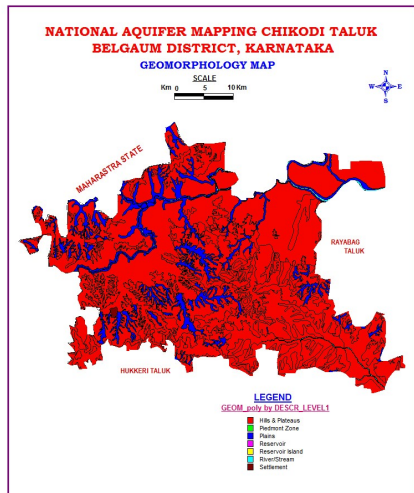 NATIONAL AQUIFER MAPPING CHIKODI TALUK
BELGAUM DISTRICT, KARNATAKA
GEOMORPHOLOGY MAP
SCALE
Km 0 5 10 Km
N
W E
S
MAHARASTRA STATE
RAYABAG
TALUK
HUKKERI TALUK
LEGEND
GEOM_poly by DESCR_LEVEL1
Hills & Plateaus
Piedmont Zone
Plains
Reservoir
Reservoir Island
River/Stream
Settlement